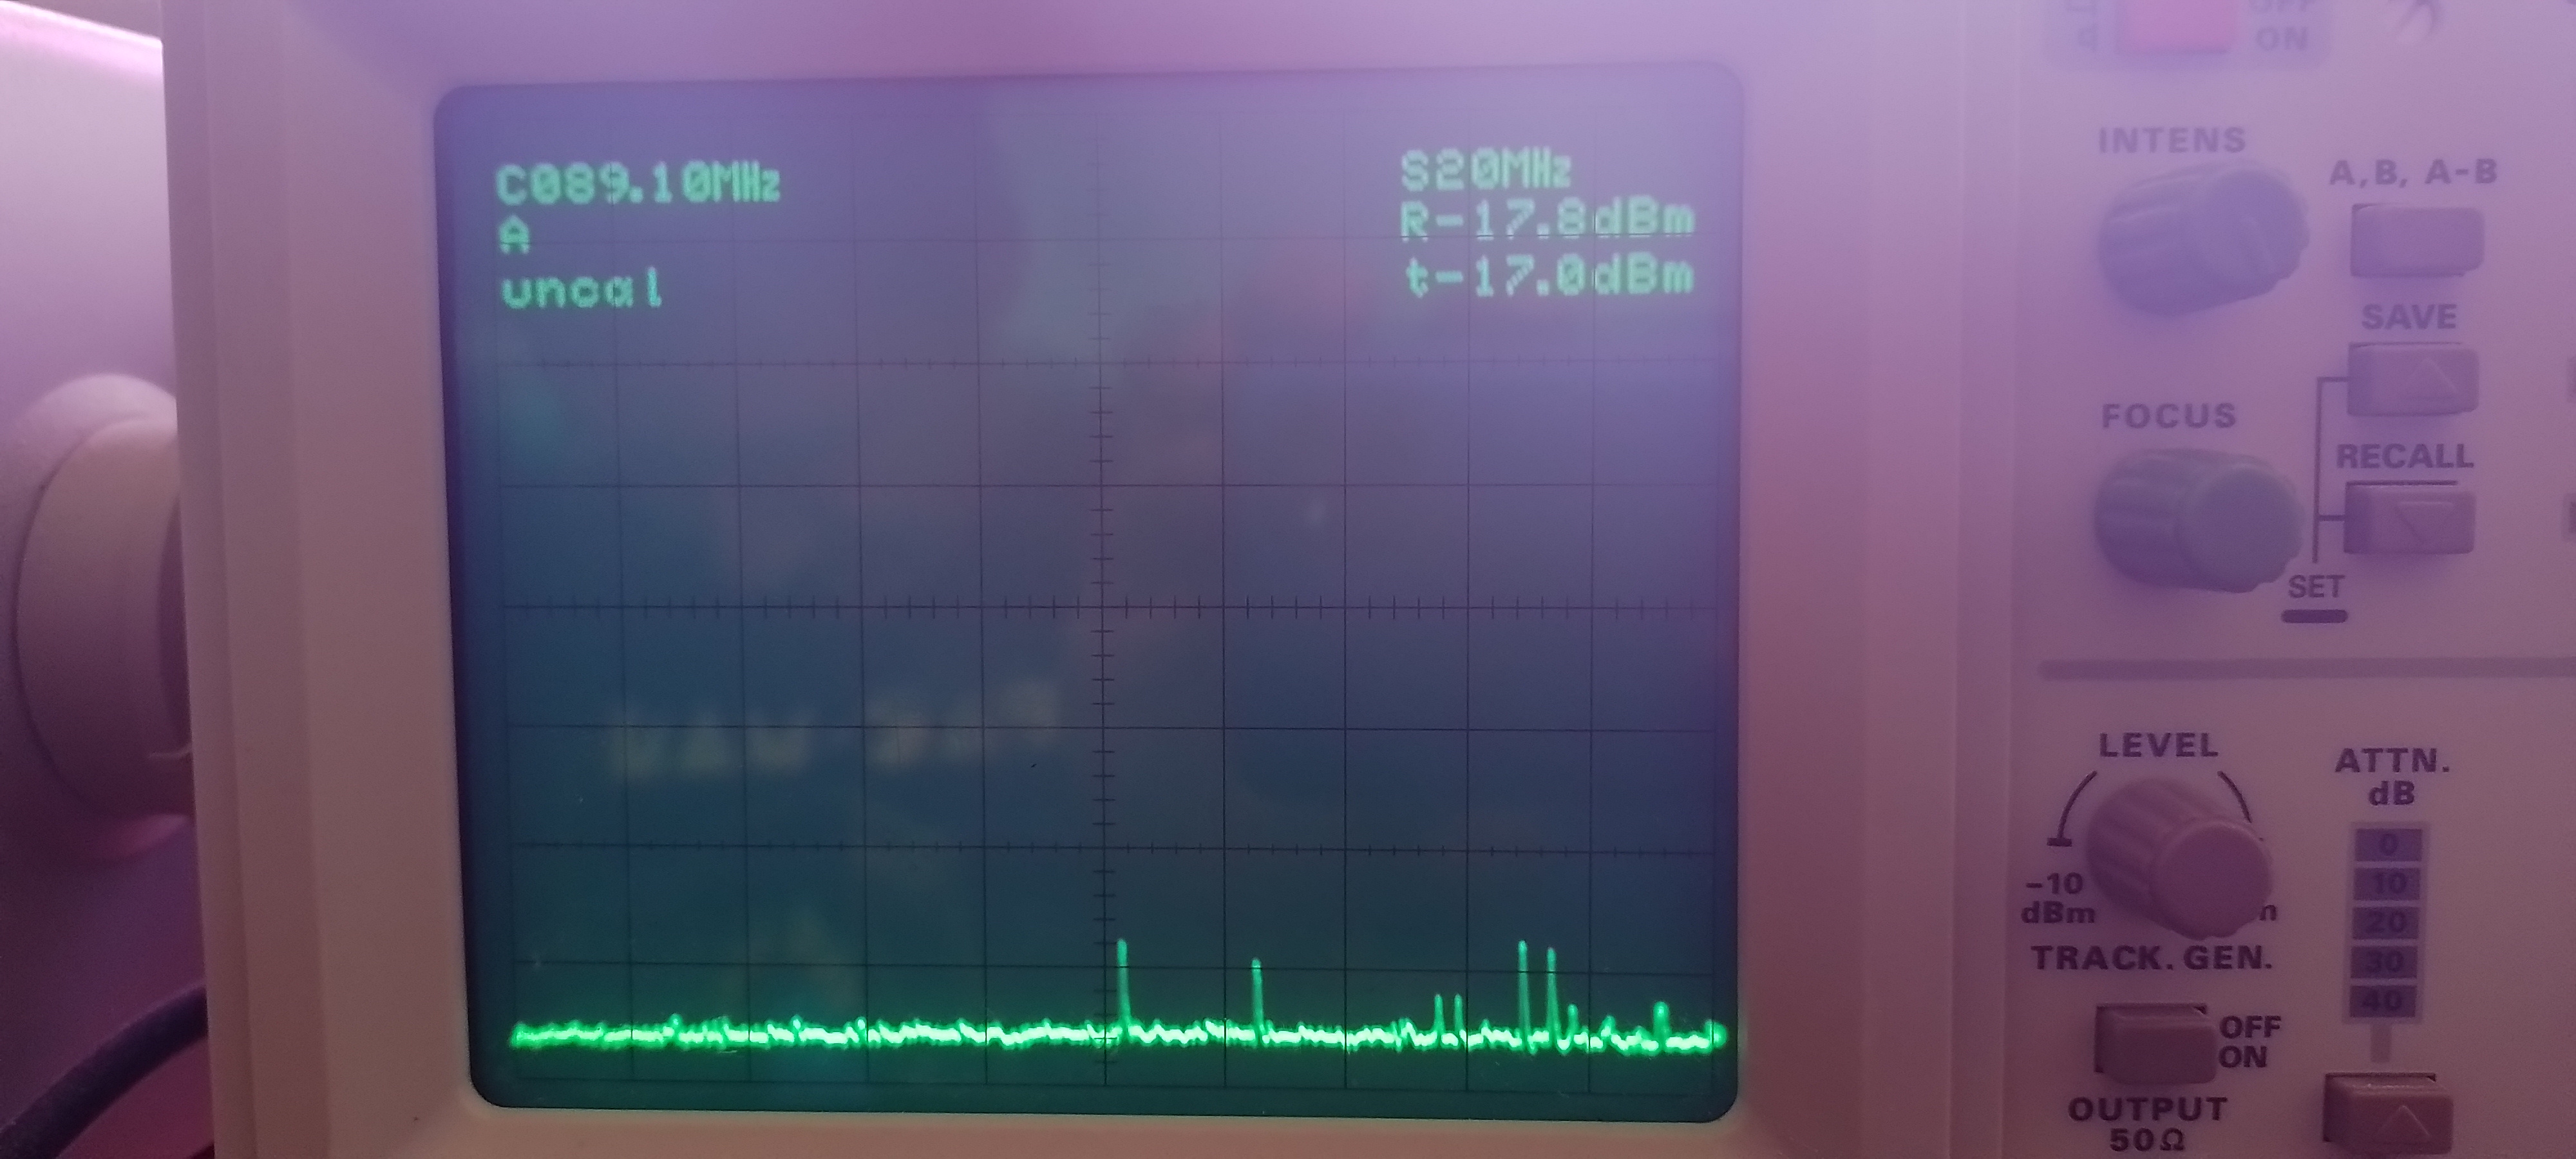 C089.10MHz
A
uncal
S20MHz
R-17.8dBm
t-17.0dBm
OFF
ON
INTENS
A,B, A-B
SAVE
FOCUS
RECALL
SET
LEVEL
ATTN.
dB
0
10
20
30
40
-10
dBm
TRACK. GEN.
OFF
ON
OUTPUT
50Ω